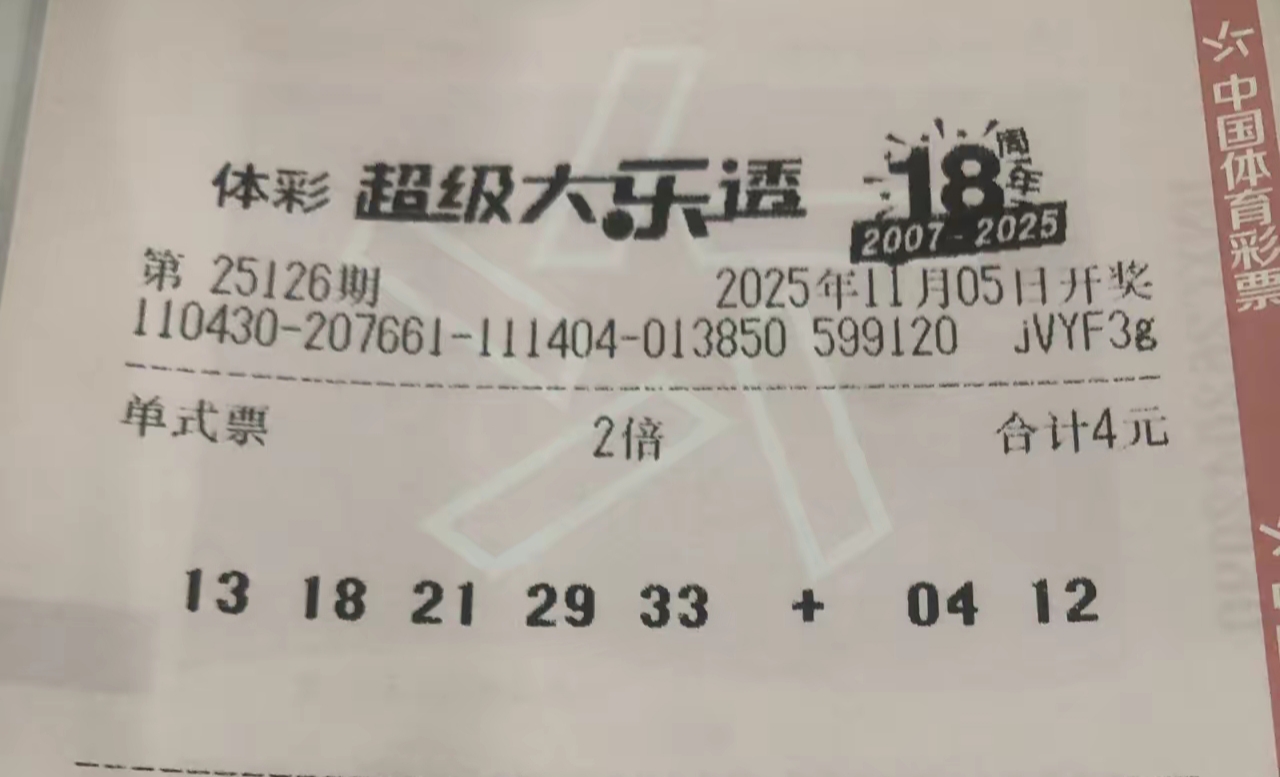 体彩 超级大乐透 18周年
2007-2025
第 25126期 2025年11月05日开奖
110430-207661-111404-013850 599120 jVYF3g
单式票 2倍 合计4元
13 18 21 29 33 + 04 12
中国体育彩票